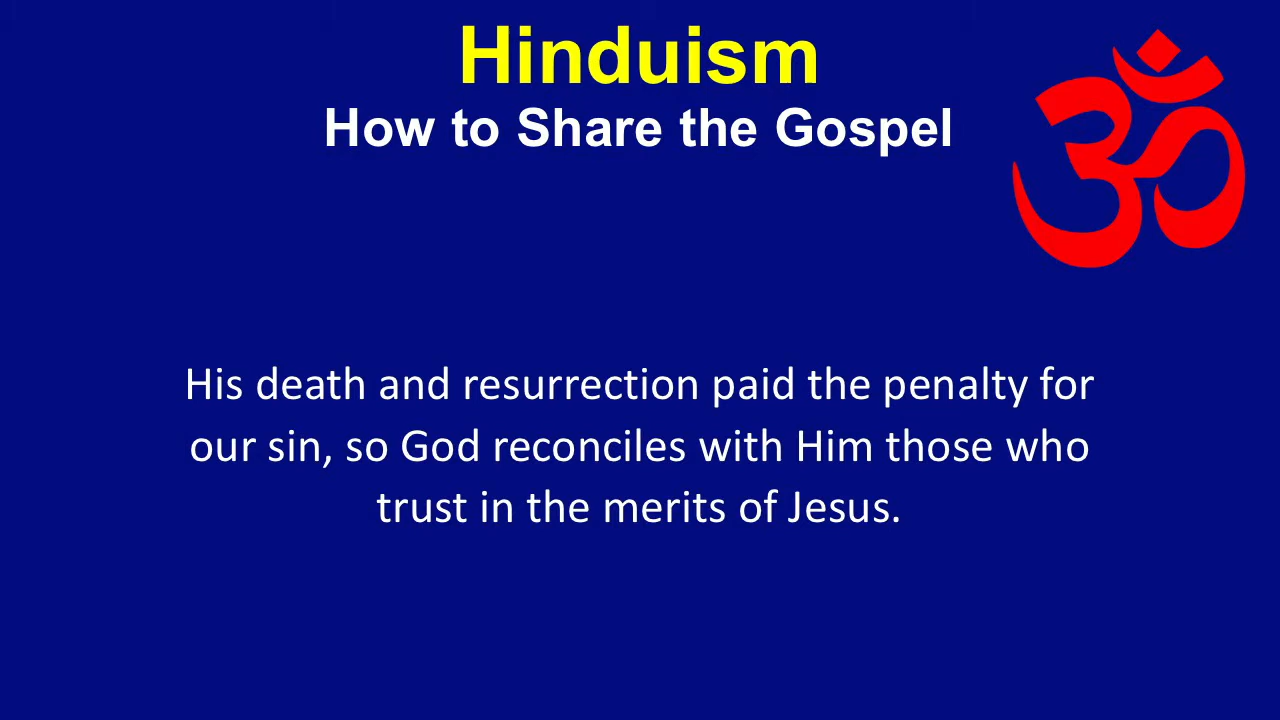 Hinduism
How to Share the Gospel
ॐ
His death and resurrection paid the penalty for
our sin, so God reconciles with Him those who
trust in the merits of Jesus.